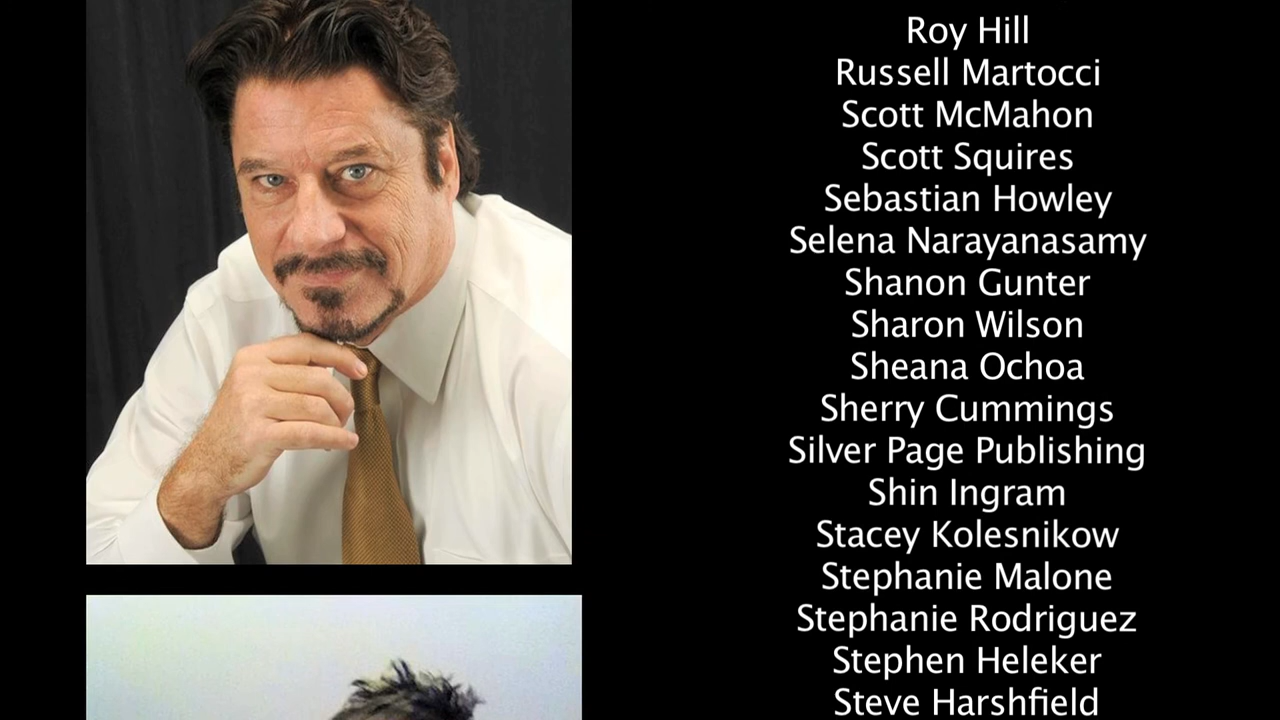 Roy Hill
Russell Martocci
Scott McMahon
Scott Squires
Sebastian Howley
Selena Narayanasamy
Shanon Gunter
Sharon Wilson
Sheana Ochoa
Sherry Cummings
Silver Page Publishing
Shin Ingram
Stacey Kolesnikow
Stephanie Malone
Stephanie Rodriguez
Stephen Heleker
Steve Harshfield